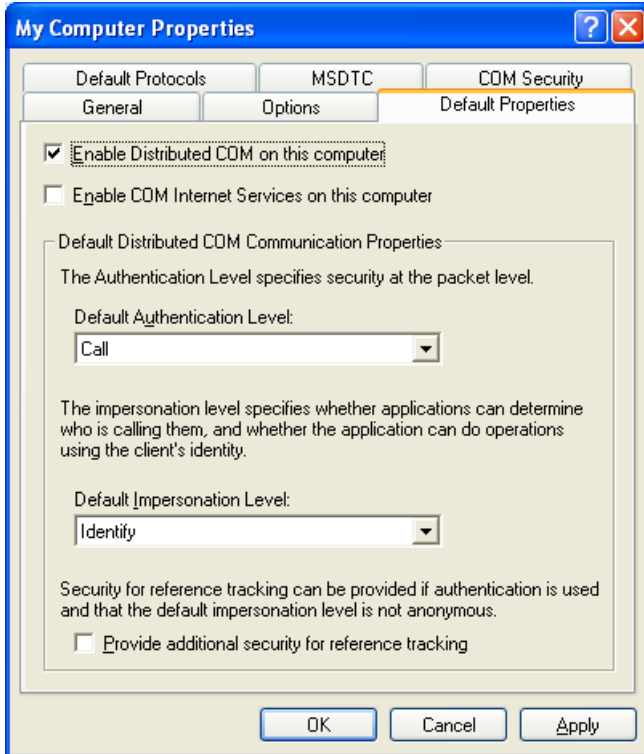 My Computer Properties
Default Protocols MSDTC COM Security
General Options Default Properties
Enable Distributed COM on this computer
Enable COM Internet Services on this computer
Default Distributed COM Communication Properties
The Authentication Level specifies security at the packet level.
Default Authentication Level:
Call
The impersonation level specifies whether applications can determine
who is calling them, and whether the application can do operations
using the client's identity.
Default Impersonation Level:
Identify
Security for reference tracking can be provided if authentication is used
and that the default impersonation level is not anonymous.
Provide additional security for reference tracking
OK Cancel Apply